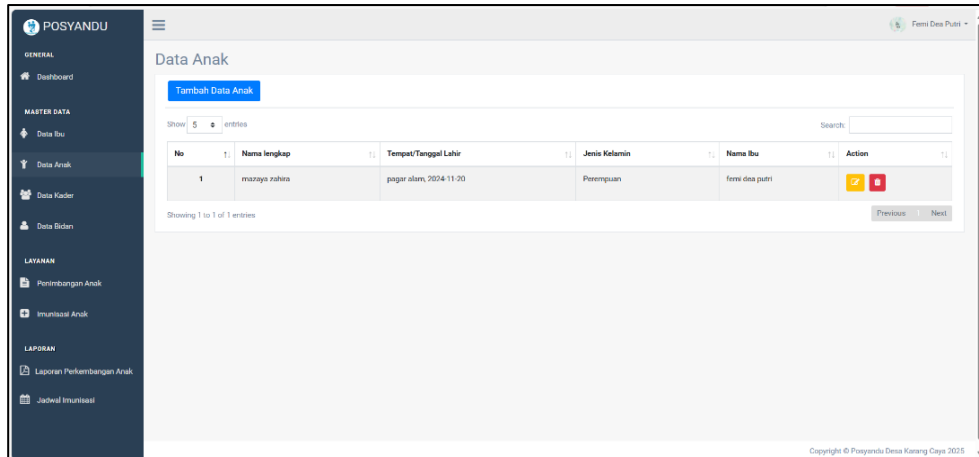 POSYANDU
Femi Dea Putri
GENERAL
Dashboard
MASTER DATA
Data Ibu
Data Anak
Data Kader
Data Bidan
LAYANAN
Penimbangan Anak
Imunisasi Anak
LAPORAN
Laporan Perkembangan Anak
Jadwal Imunisasi
Data Anak
Tambah Data Anak
Show 5 entries
Search:
No Nama lengkap Tempat/Tanggal Lahir Jenis Kelamin Nama Ibu Action
1 mazaya zahira pagar alam, 2024-11-20 Perempuan femi dea putri
Showing 1 to 1 of 1 entries
Previous 1 Next
Copyright © Posyandu Desa Karang Caya 2025